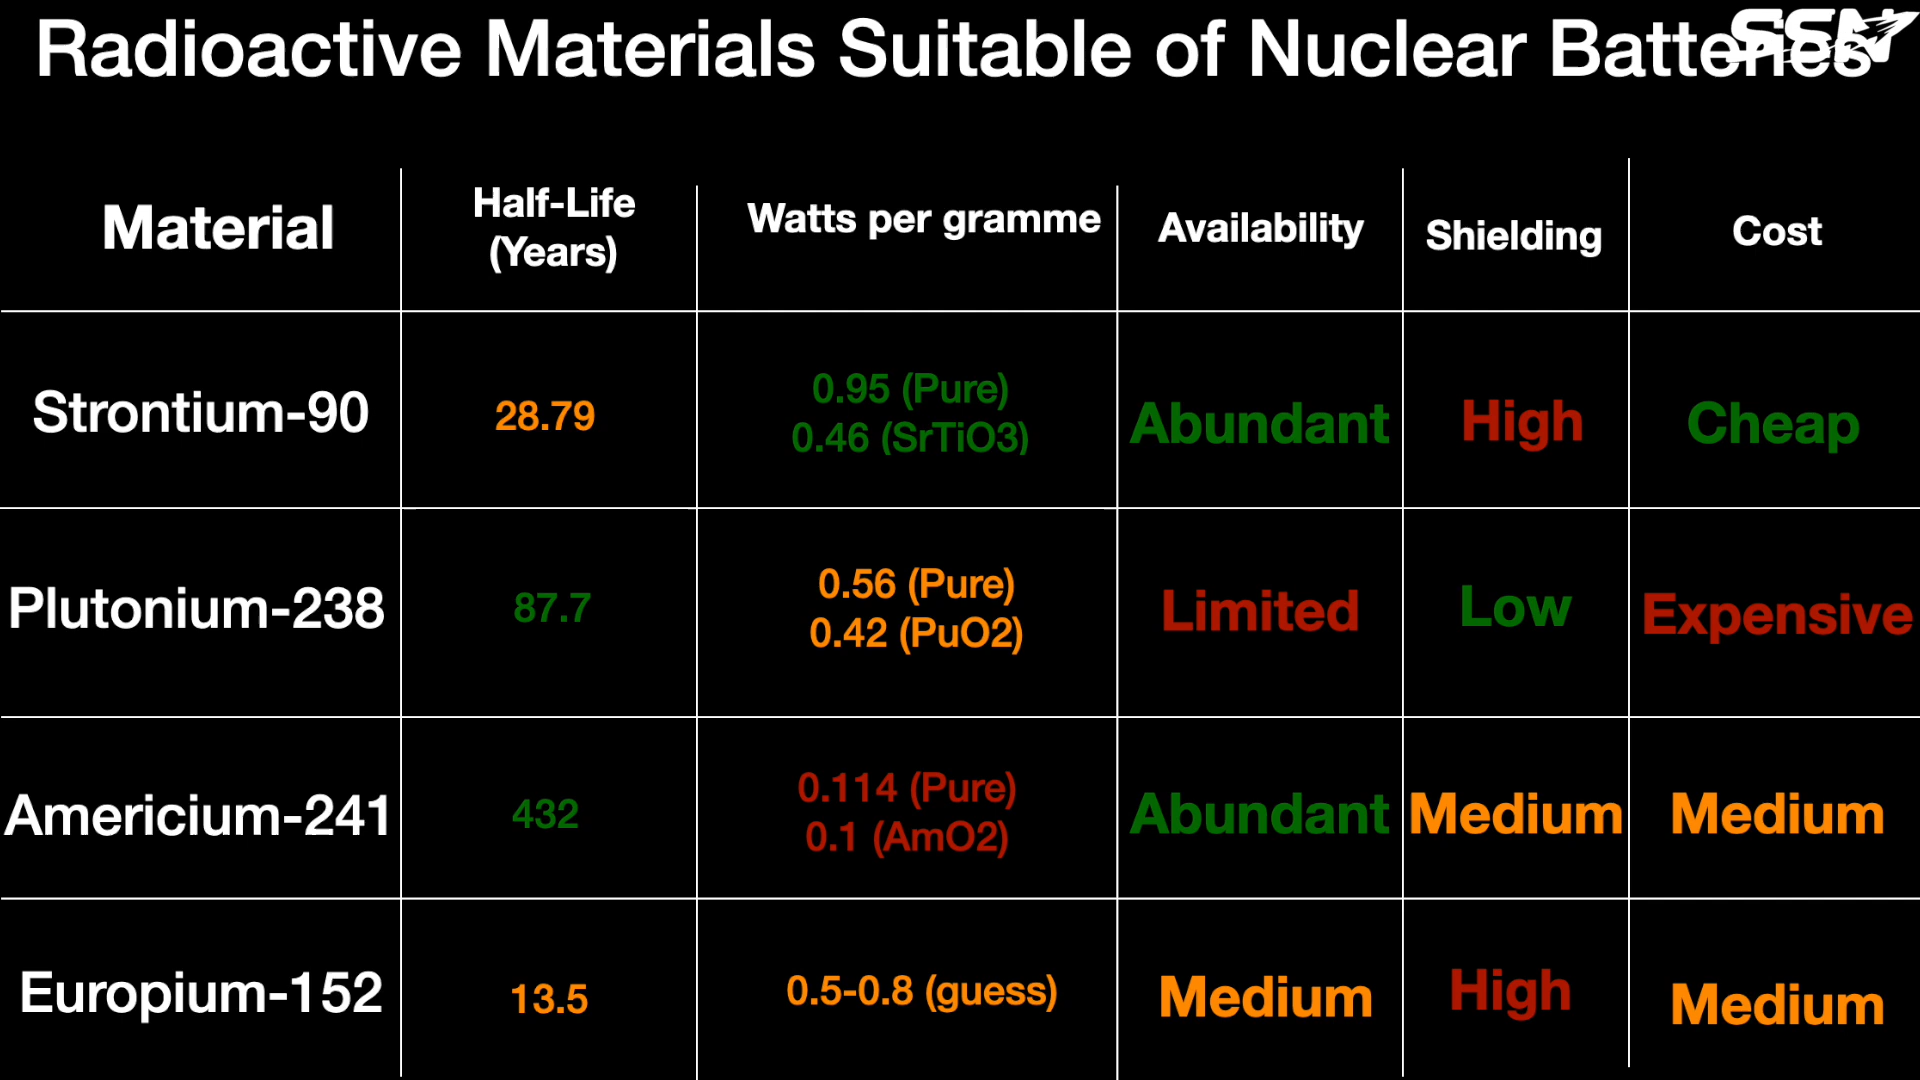 Radioactive Materials Suitable of Nuclear Batteries
SSN
Material
Half-Life
(Years)
Watts per gramme
Availability
Shielding
Cost
Strontium-90
28.79
0.95 (Pure)
0.46 (SrTiO3)
Abundant
High
Cheap
Plutonium-238
87.7
0.56 (Pure)
0.42 (PuO2)
Limited
Low
Expensive
Americium-241
432
0.114 (Pure)
0.1 (AmO2)
Abundant
Medium
Medium
Europium-152
13.5
0.5-0.8 (guess)
Medium
High
Medium